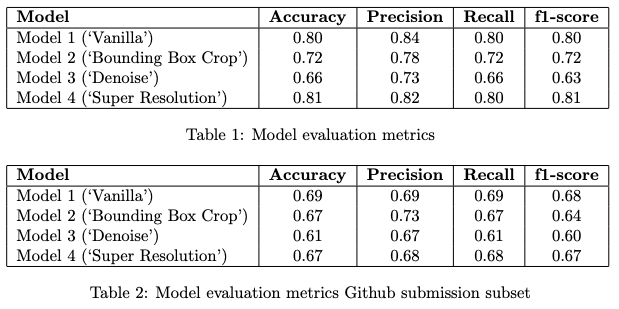 Model Accuracy Precision Recall f1-score
Model 1 (‘Vanilla’) 0.80 0.84 0.80 0.80
Model 2 (‘Bounding Box Crop’) 0.72 0.78 0.72 0.72
Model 3 (‘Denoise’) 0.66 0.73 0.66 0.63
Model 4 (‘Super Resolution’) 0.81 0.82 0.80 0.81
Table 1: Model evaluation metrics
Model Accuracy Precision Recall f1-score
Model 1 (‘Vanilla’) 0.69 0.69 0.69 0.68
Model 2 (‘Bounding Box Crop’) 0.67 0.73 0.67 0.64
Model 3 (‘Denoise’) 0.61 0.67 0.61 0.60
Model 4 (‘Super Resolution’) 0.67 0.68 0.68 0.67
Table 2: Model evaluation metrics Github submission subset